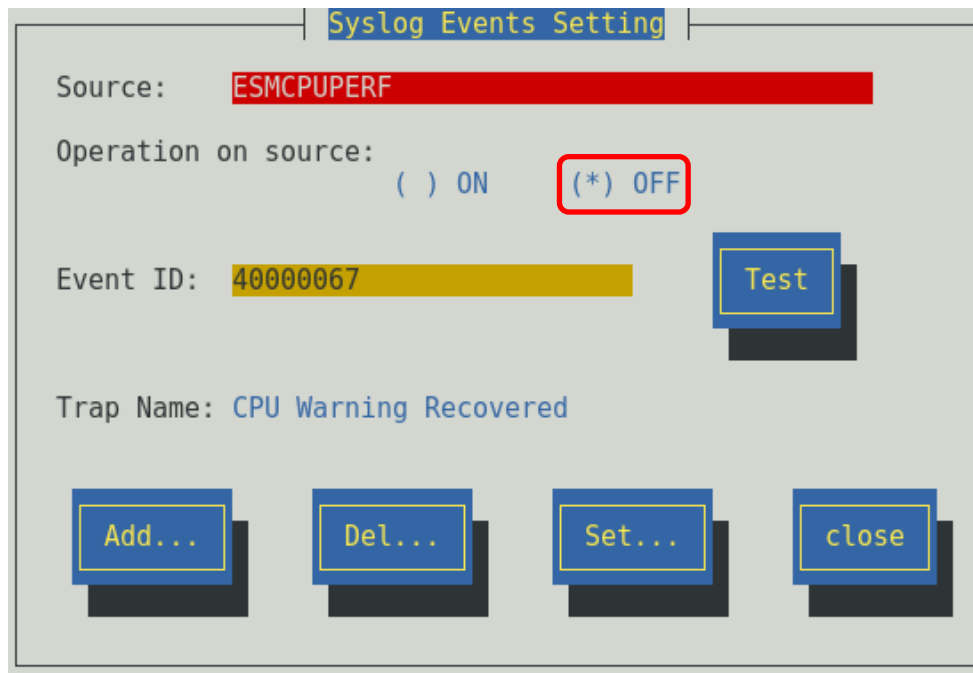 Syslog Events Setting
Source: ESMCPUPERF
Operation on source:
( ) ON (*) OFF
Event ID: 40000067
Test
Trap Name: CPU Warning Recovered
Add... Del... Set... close